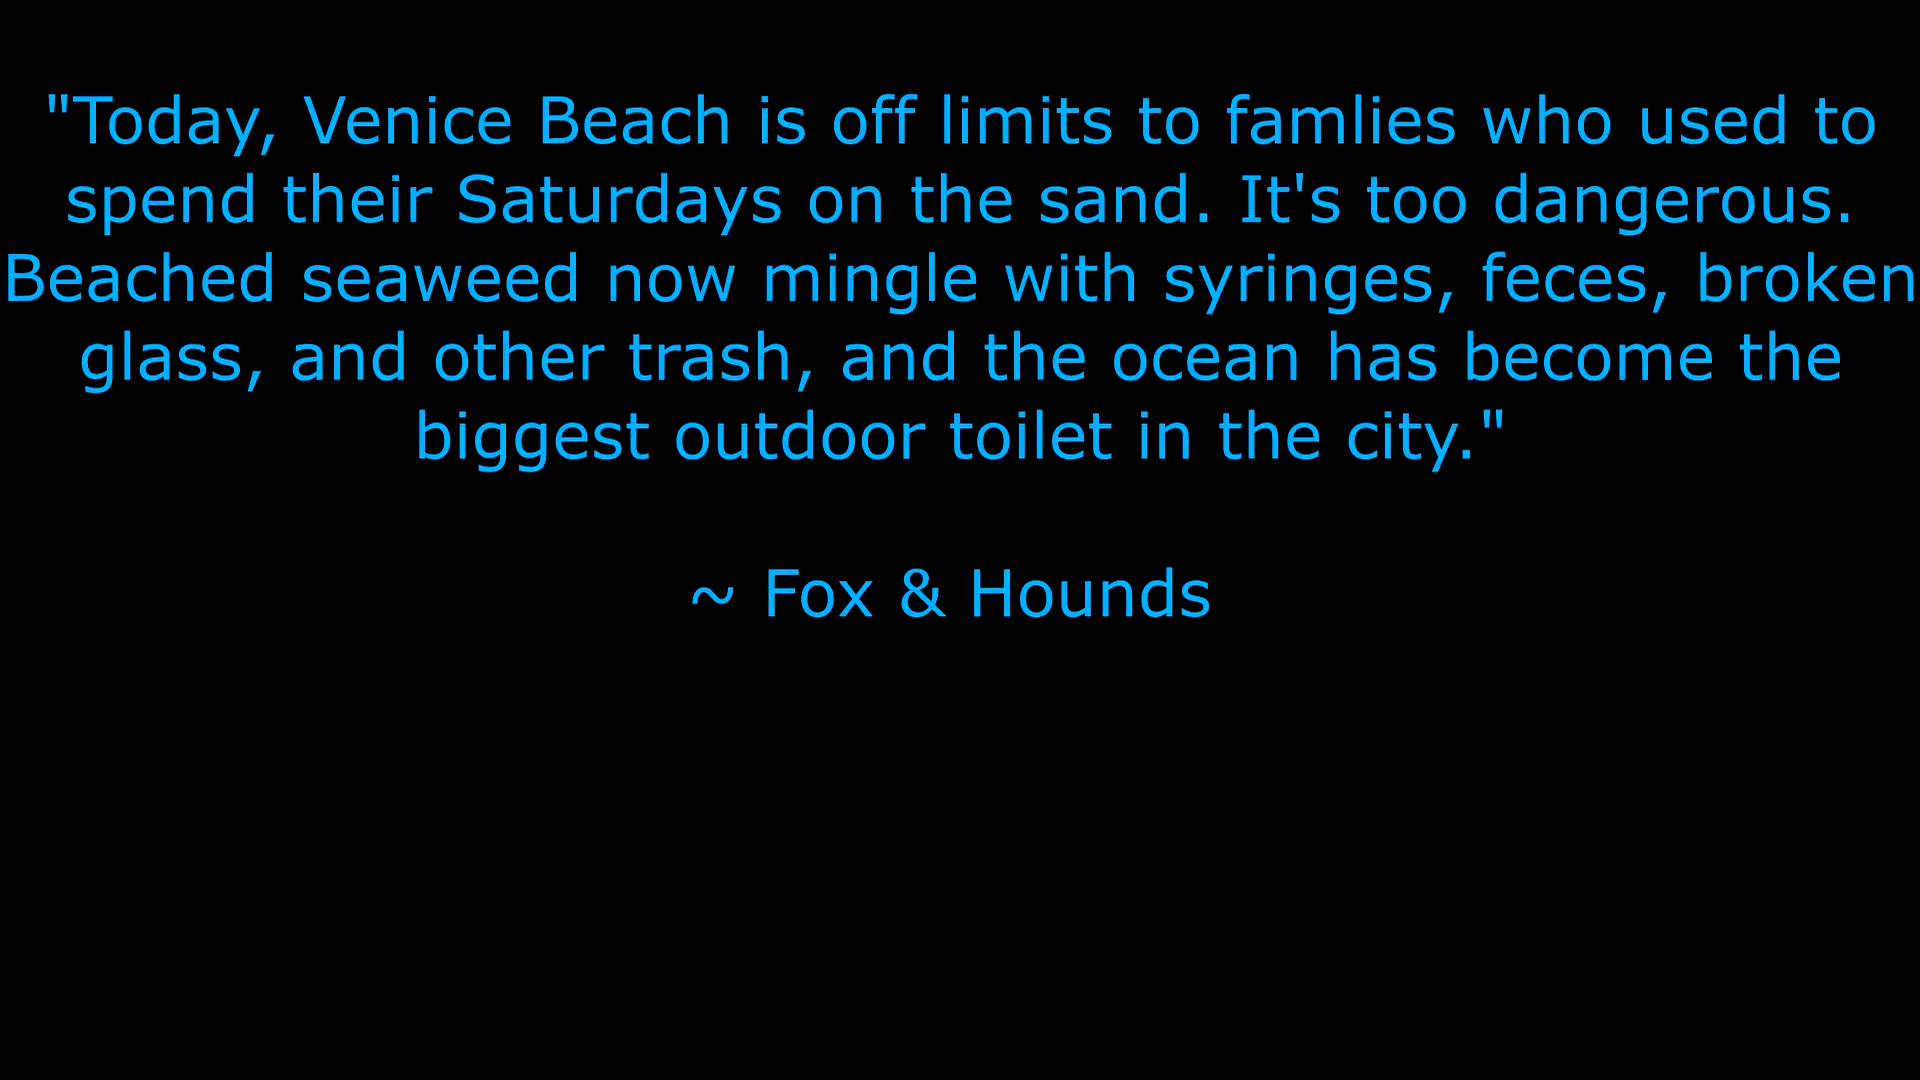 "Today, Venice Beach is off limits to famlies who used to
spend their Saturdays on the sand. It's too dangerous.
Beached seaweed now mingle with syringes, feces, broken
glass, and other trash, and the ocean has become the
biggest outdoor toilet in the city."
~ Fox & Hounds